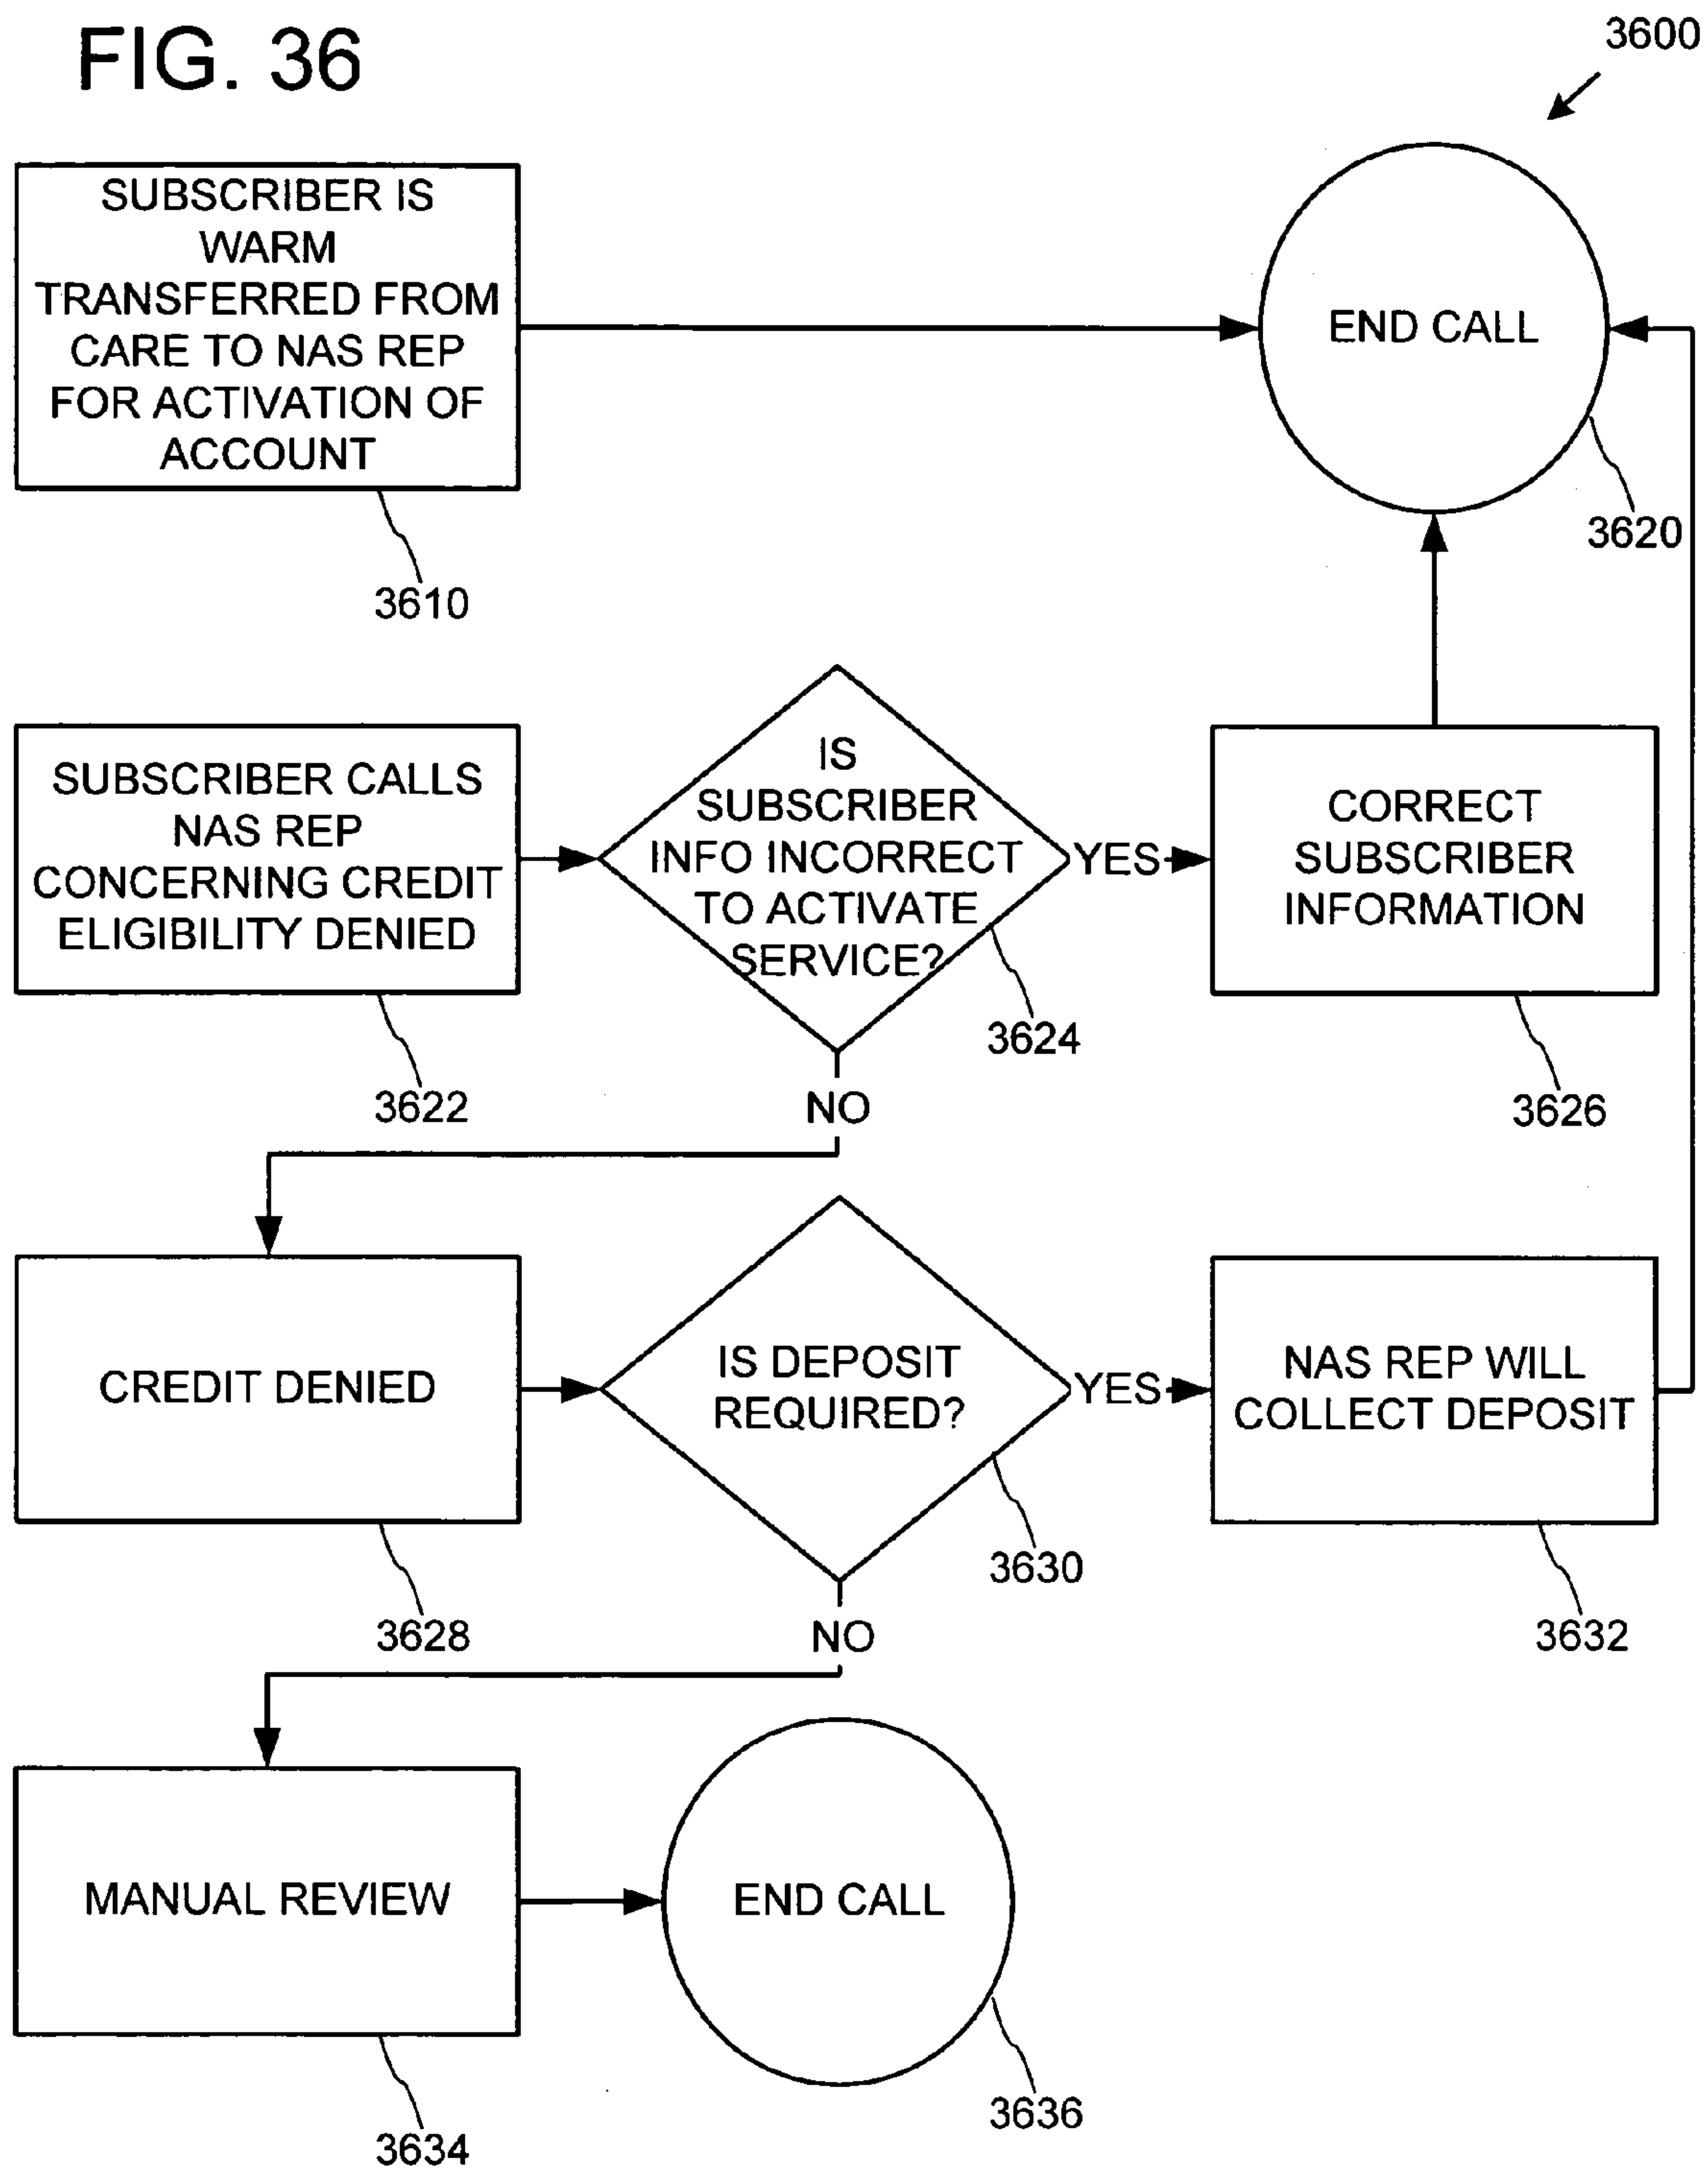 FIG. 36
3600
SUBSCRIBER IS
WARM
TRANSFERRED FROM
CARE TO NAS REP
FOR ACTIVATION OF
ACCOUNT
3610
END CALL
3620
SUBSCRIBER CALLS
NAS REP
CONCERNING CREDIT
ELIGIBILITY DENIED
3622
IS
SUBSCRIBER
INFO INCORRECT
TO ACTIVATE
SERVICE?
3624
YES
NO
CORRECT
SUBSCRIBER
INFORMATION
3626
CREDIT DENIED
3628
IS DEPOSIT
REQUIRED?
3630
YES
NO
NAS REP WILL
COLLECT DEPOSIT
3632
MANUAL REVIEW
3634
END CALL
3636